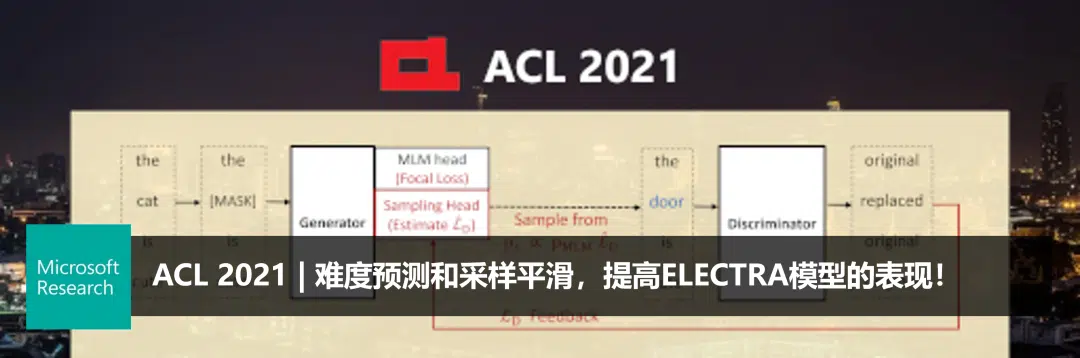 ACL 2021
the
the
MLM head
the
original
(Focal Loss)
cat
[MASK]
Sampling Head
door
replaced
Generator
(Estimate L_D)
Sample from
Discriminator
is
is
is
original
Microsoft
Research
ACL 2021 | 难度预测和采样平滑，提高ELECTRA模型的表现！
L_D feedback